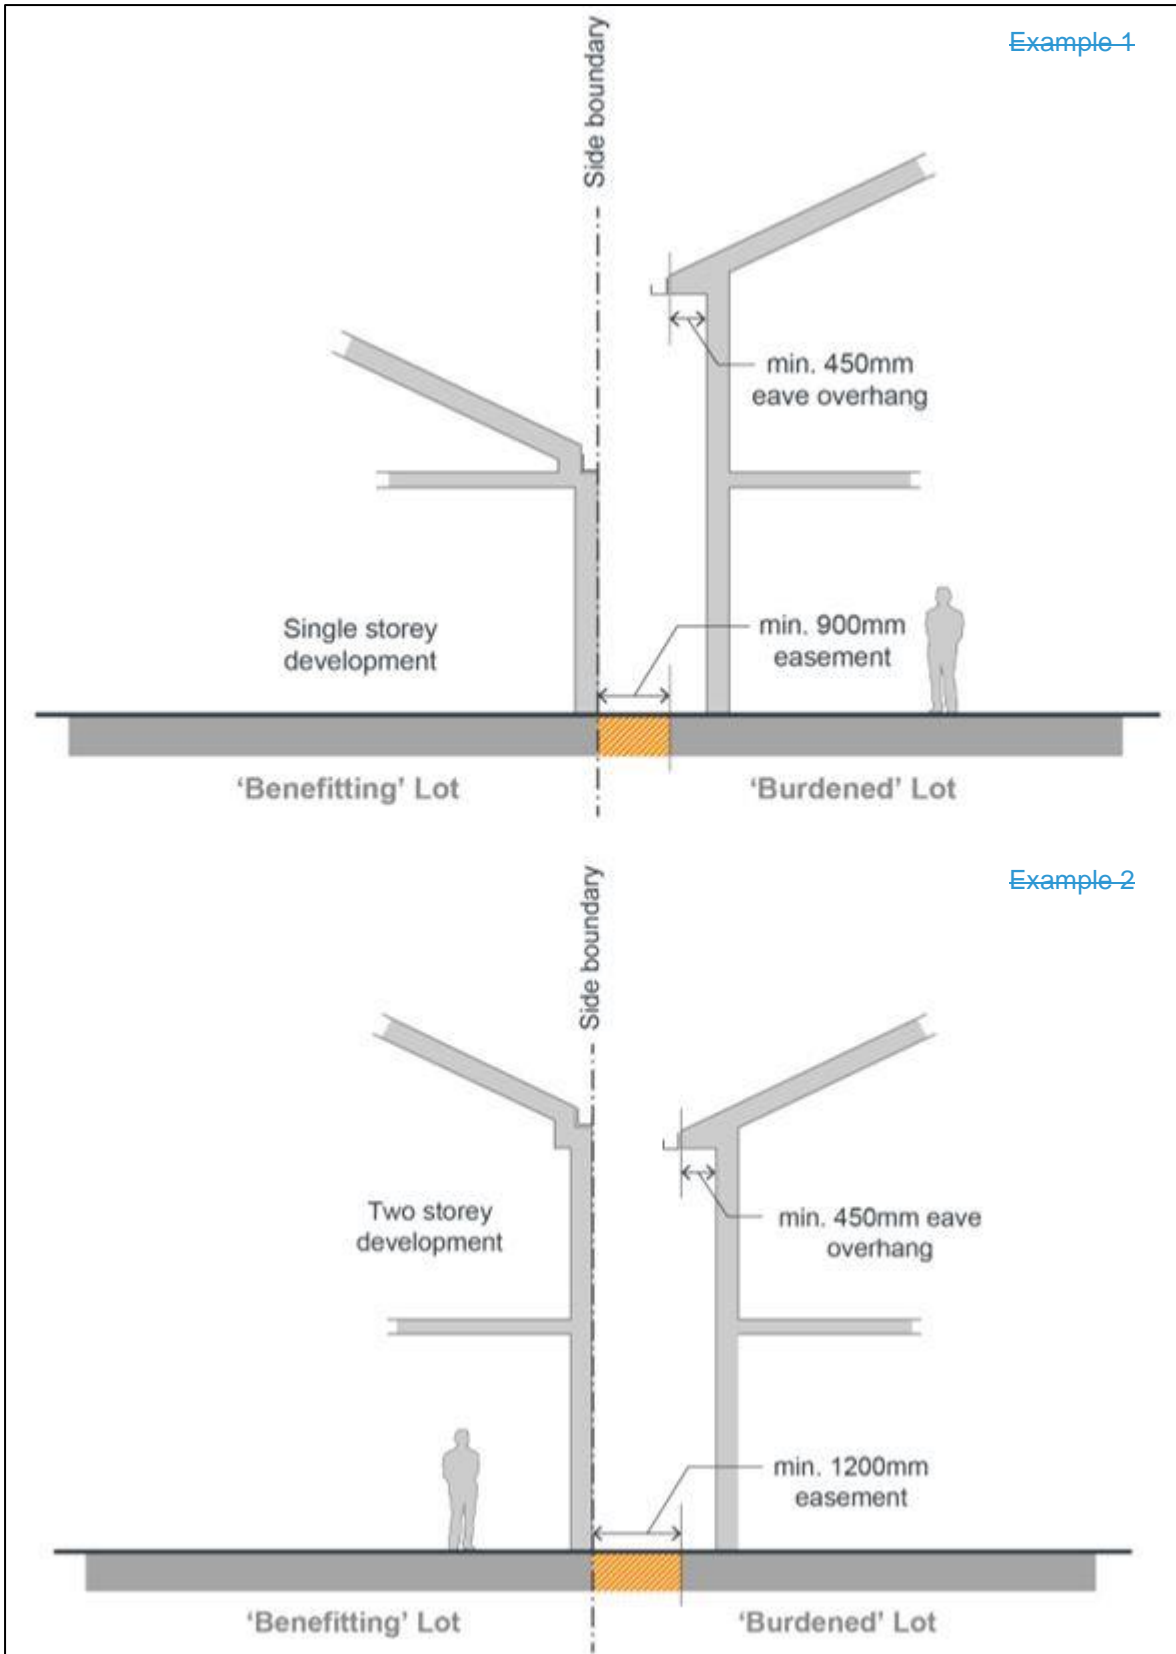 Example 1
Side boundary
min. 450mm
eave overhang
Single storey
development
min. 900mm
easement
‘Benefitting’ Lot
‘Burdened’ Lot
Example 2
Side boundary
Two storey
development
min. 450mm eave
overhang
min. 1200mm
easement
‘Benefitting’ Lot
‘Burdened’ Lot